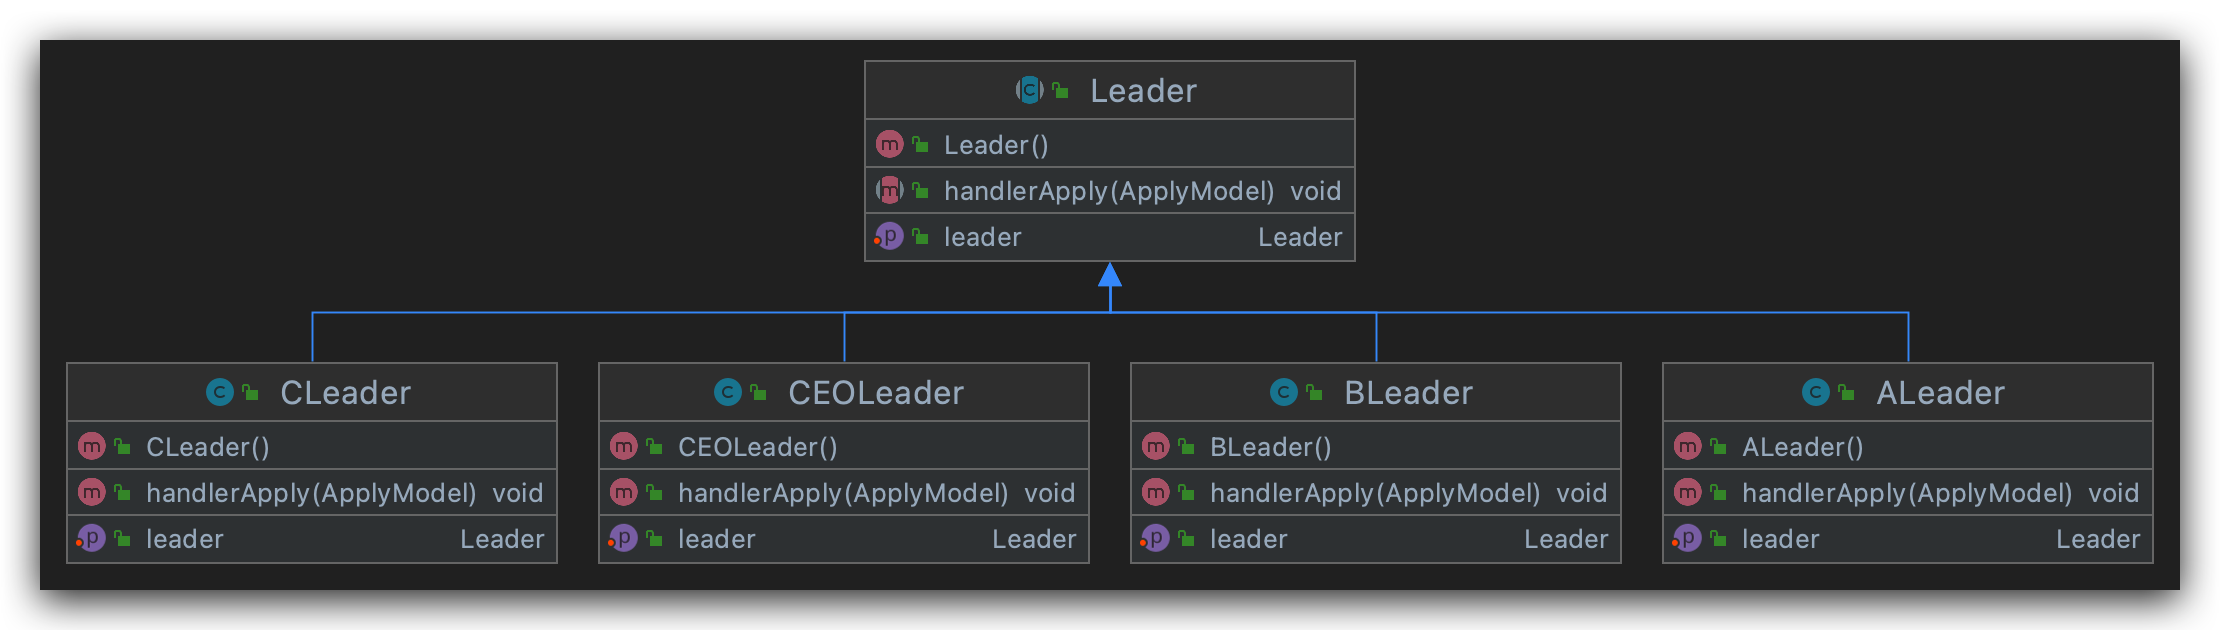 Leader
Leader()
handlerApply(ApplyModel) void
leader Leader
CLeader
CLeader()
handlerApply(ApplyModel) void
leader Leader
CEOLeader
CEOLeader()
handlerApply(ApplyModel) void
leader Leader
BLeader
BLeader()
handlerApply(ApplyModel) void
leader Leader
ALeader
ALeader()
handlerApply(ApplyModel) void
leader Leader